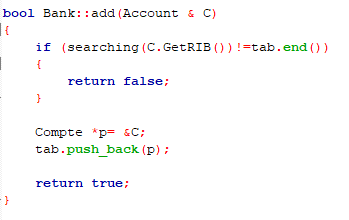 bool Bank::add(Account & C)
{
if (searching(C.GetRIB())!=tab.end())
{
return false;
}
Compte *p= &C;
tab.push_back(p);
return true;
}